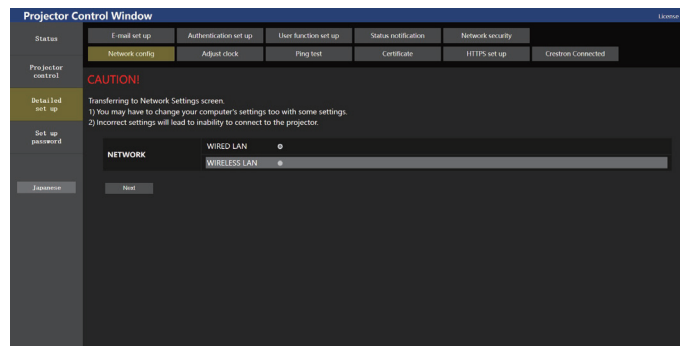 Projector Control Window
License
Status
E-mail set up
Authentication set up
User function set up
Status notification
Network security
Network config
Adjust clock
Ping test
Certificate
HTTPS set up
Crestron Connected
Projector
control
Detailed
set up
Set up
password
Japanese
CAUTION!
Transferring to Network Settings screen.
1) You may have to change your computer's settings too with some settings.
2) Incorrect settings will lead to inability to connect to the projector.
NETWORK
WIRED LAN
WIRELESS LAN
Next